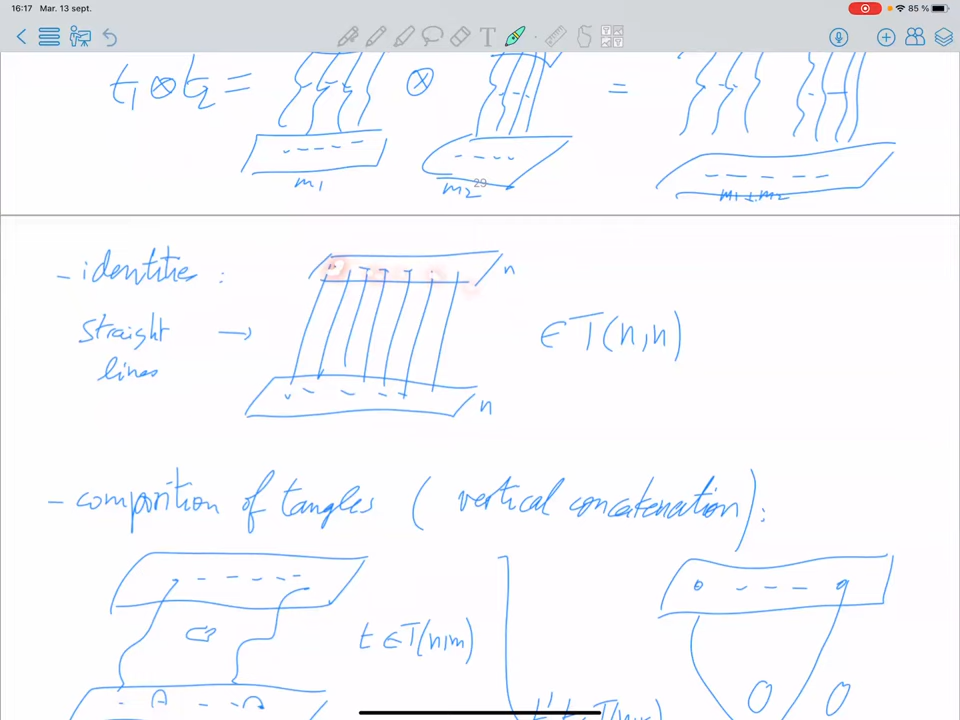 16:17 Mar. 13 sept. 85 %
t₁ ⊗ t₂ = ⊗ =
m₁
m₂
29
m₁+m₂
- identities :
n
straight → ∈ T(n,n)
lines
n
- composition of tangles ( vertical concatenation ) :
t ∈ T(n,m)